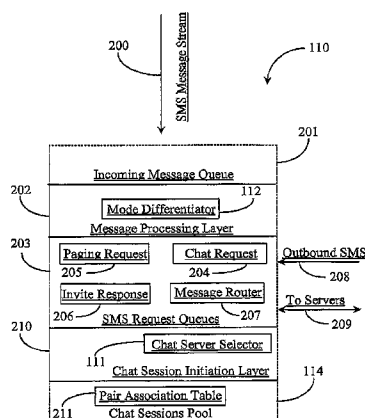 200
SMS Message Stream
110
201
Incoming Message Queue
202
Mode Differentiator
112
Message Processing Layer
203
Paging Request
Chat Request
Outbound SMS
205
204
208
Invite Response
Message Router
To Servers
206
207
209
SMS Request Queues
210
Chat Server Selector
111
Chat Session Initiation Layer
114
Pair Association Table
211
Chat Sessions Pool